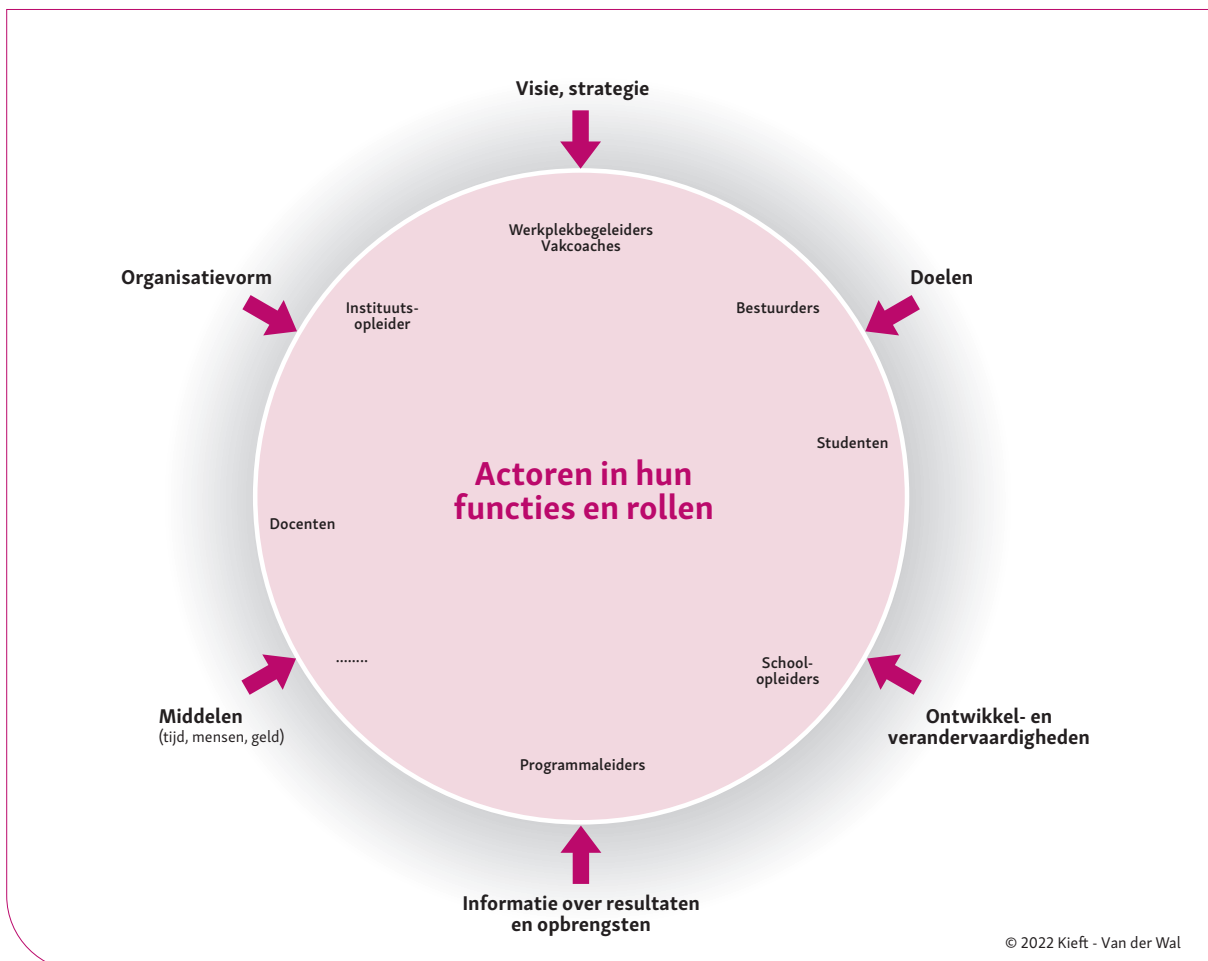 Visie, strategie
Werkplekbegeleiders
Vakcoaches
Organisatievorm
Doelen
Instituuts-
opleider
Bestuurders
Studenten
Actoren in hun
functies en rollen
Docenten
........
School-
opleiders
Middelen
(tijd, mensen, geld)
Ontwikkel- en
verandervaardigheden
Programmaleiders
Informatie over resultaten
en opbrengsten
© 2022 Kieft - Van der Wal